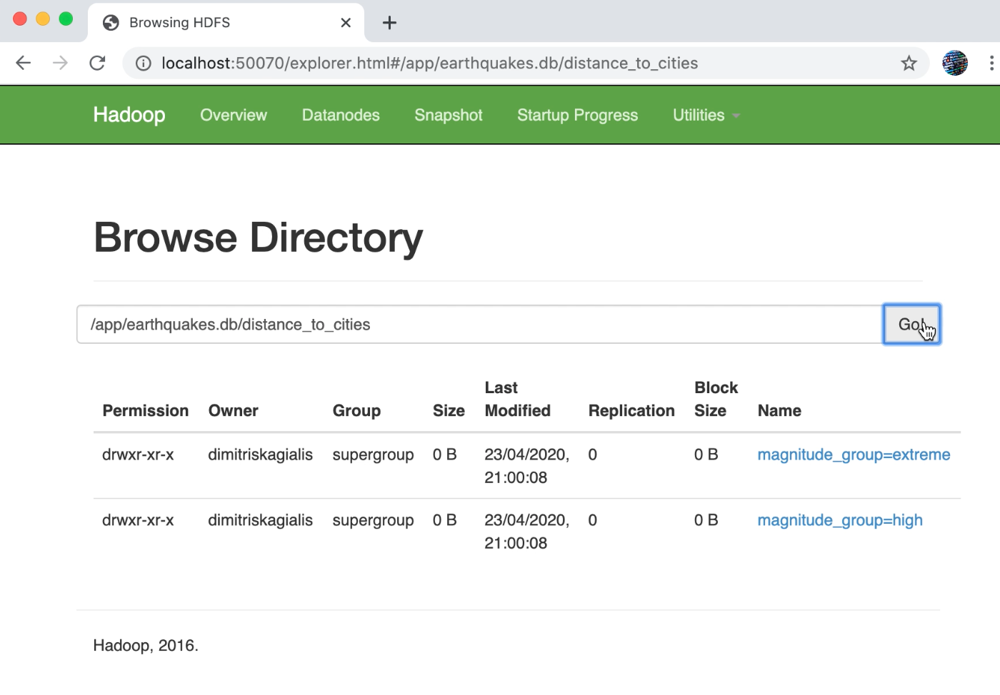 Browsing HDFS
localhost:50070/explorer.html#/app/earthquakes.db/distance_to_cities
Hadoop Overview Datanodes Snapshot Startup Progress Utilities
Browse Directory
/app/earthquakes.db/distance_to_cities Go!
Permission Owner Group Size Last Modified Replication Block Size Name
drwxr-xr-x dimitriskagialis supergroup 0 B 23/04/2020, 21:00:08 0 0 B magnitude_group=extreme
drwxr-xr-x dimitriskagialis supergroup 0 B 23/04/2020, 21:00:08 0 0 B magnitude_group=high
Hadoop, 2016.